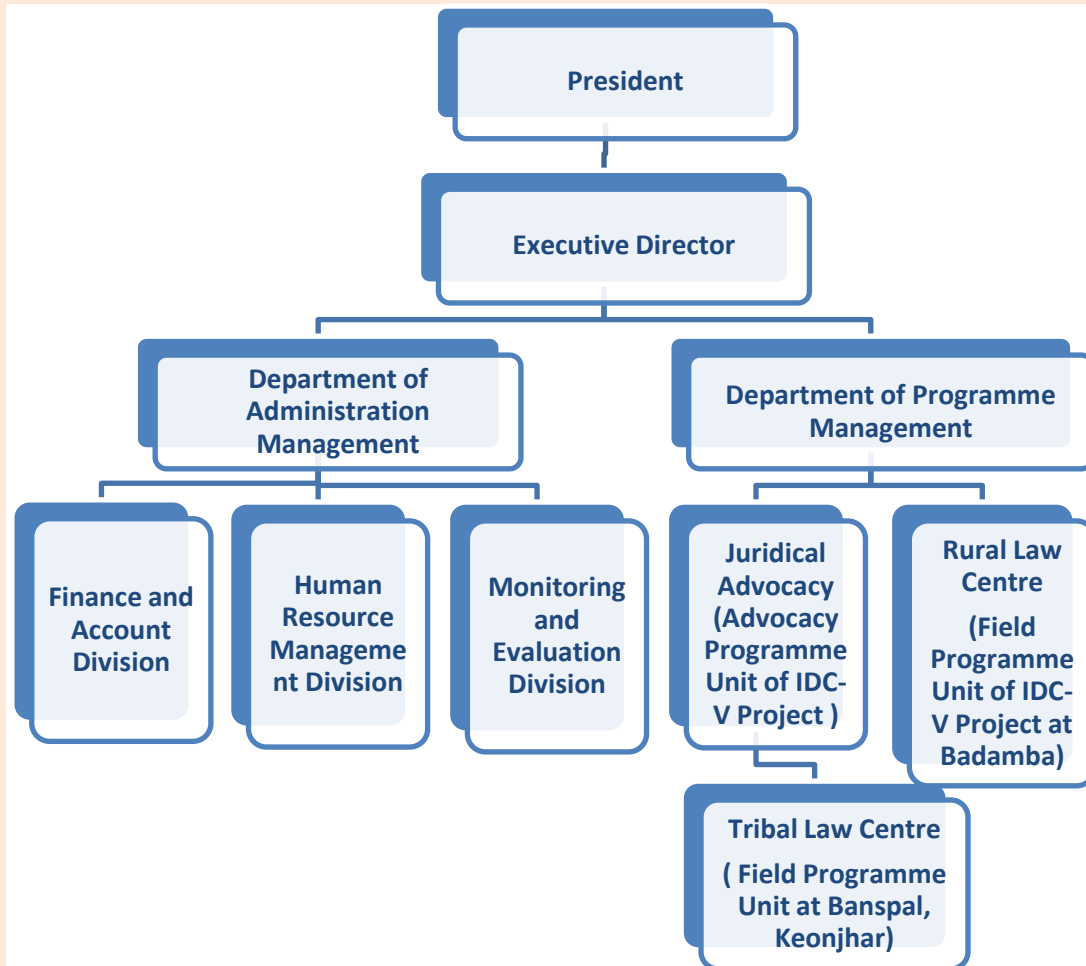 President
Executive Director
Department of
Administration
Management
Department of Programme
Management
Finance and
Account
Division
Human
Resource
Manageme
nt Division
Monitoring
and
Evaluation
Division
Juridical
Advocacy
(Advocacy
Programme
Unit of IDC-
V Project )
Rural Law
Centre
(Field
Programme
Unit of IDC-
V Project at
Badamba)
Tribal Law Centre
( Field Programme
Unit at Banspal,
Keonjhar)